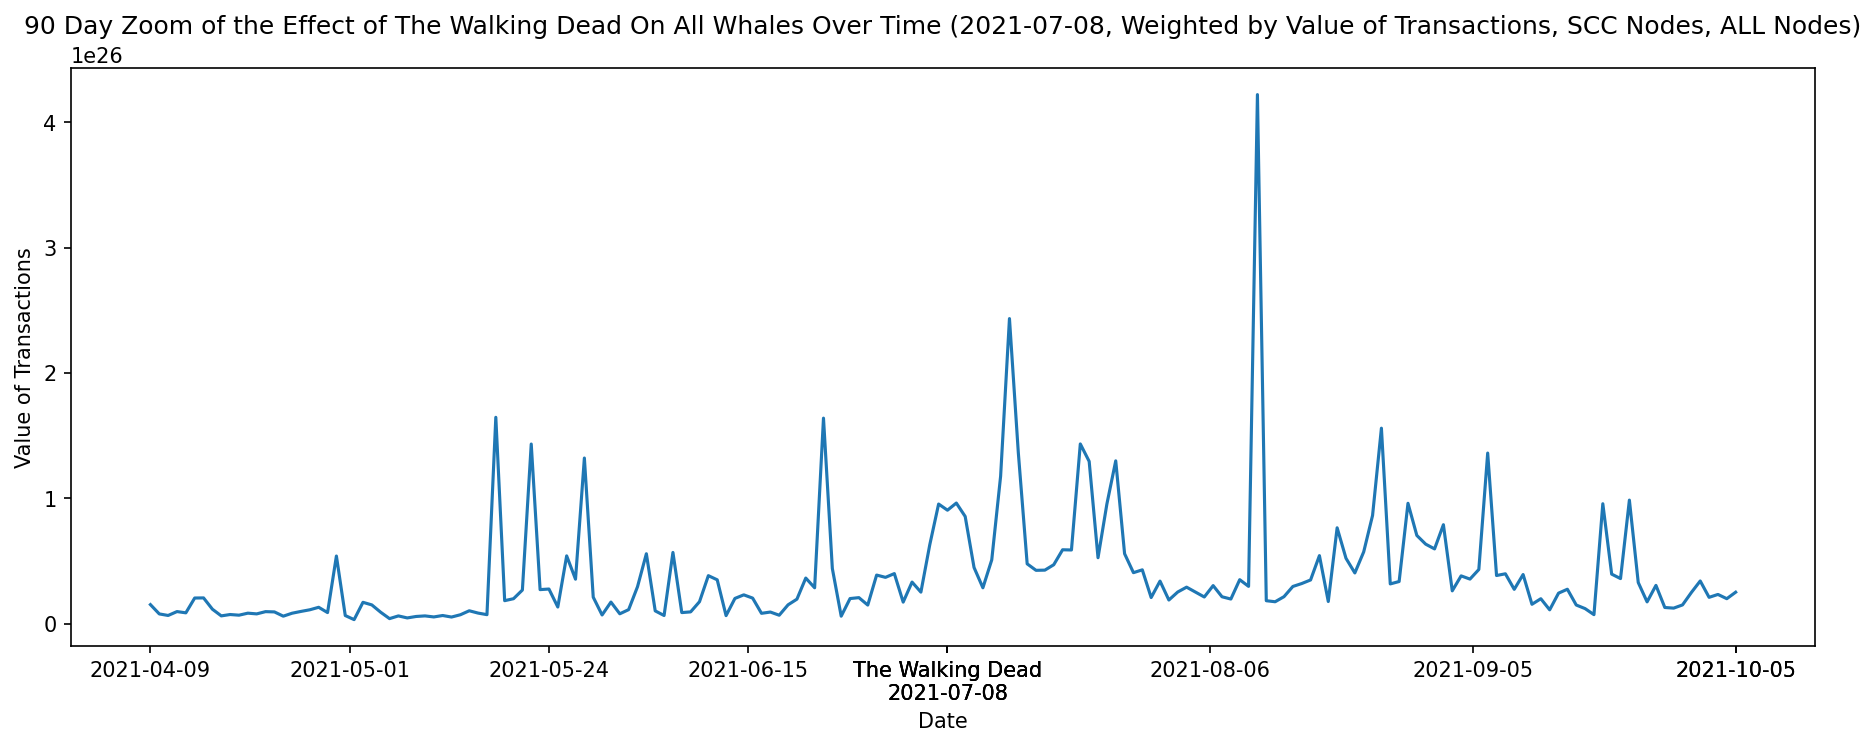 90 Day Zoom of the Effect of The Walking Dead On All Whales Over Time (2021-07-08, Weighted by Value of Transactions, SCC Nodes, ALL Nodes)
1e26
4
3
2
1
0
Value of Transactions
2021-04-09
2021-05-01
2021-05-24
2021-06-15
The Walking Dead
2021-07-08
2021-08-06
2021-09-05
2021-10-05
Date